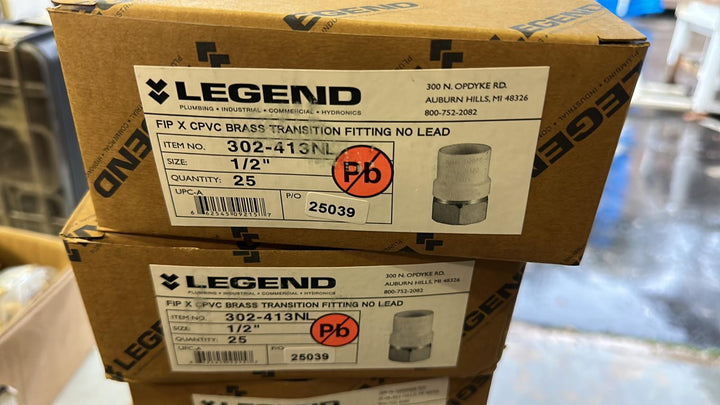 LEGEND
LEGEND
PLUMBING • INDUSTRIAL • COMMERCIAL • HYDRONICS
300 N. OPDYKE RD.
AUBURN HILLS, MI 48326
800-752-2082
FIP X CPVC BRASS TRANSITION FITTING NO LEAD
ITEM NO. 302-413NL
SIZE: 1/2"
QUANTITY: 25
Pb
UPC-A
P/O
25039
LEGEND
LEGEND
LEGEND
PLUMBING • INDUSTRIAL • COMMERCIAL • HYDRONICS
300 N. OPDYKE RD.
AUBURN HILLS, MI 48326
800-752-2082
FIP X CPVC BRASS TRANSITION FITTING NO LEAD
ITEM NO. 302-413NL
SIZE: 1/2"
QUANTITY: 25
Pb
UPC-A
P/O
25039
LEGEND
LEGEND